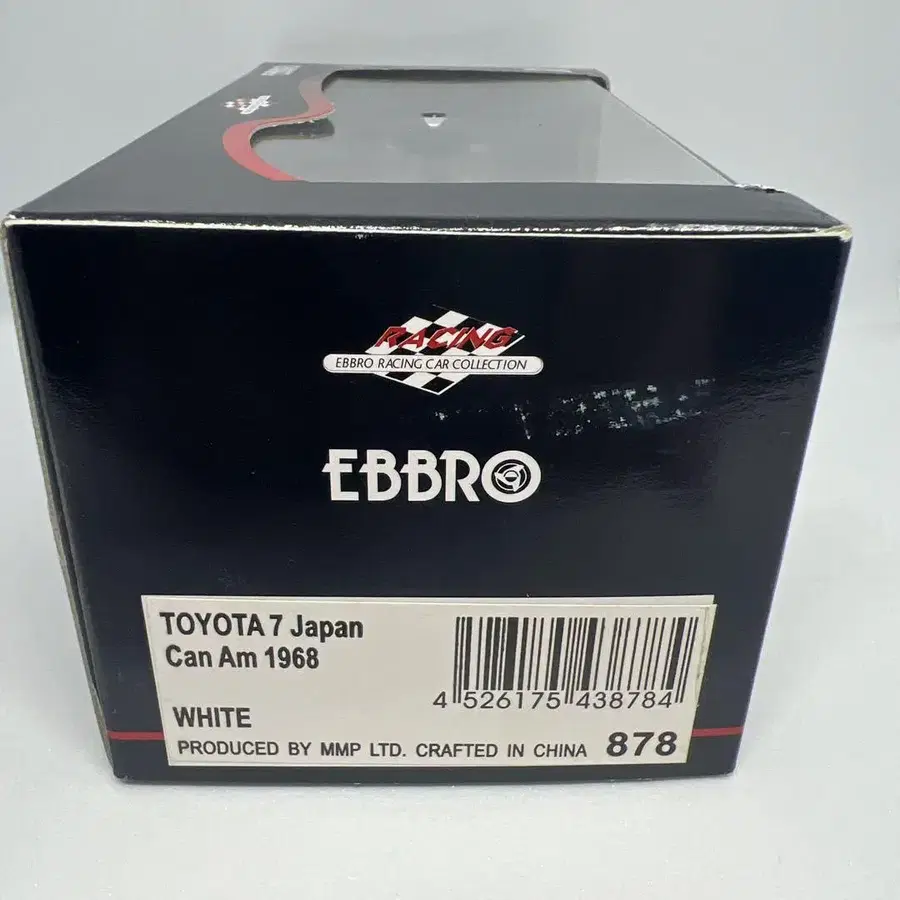 RACING
EBBRO RACING CAR COLLECTION
EBBRO
TOYOTA 7 Japan
Can Am 1968
WHITE
4 526175 438784
PRODUCED BY MMP LTD. CRAFTED IN CHINA 878